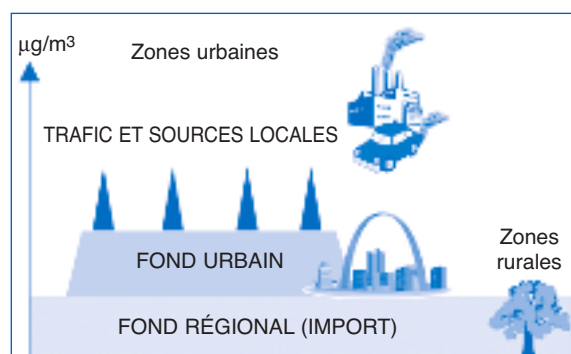 µg/m³
Zones urbaines
TRAFIC ET SOURCES LOCALES
FOND URBAIN
Zones
rurales
FOND RÉGIONAL (IMPORT)